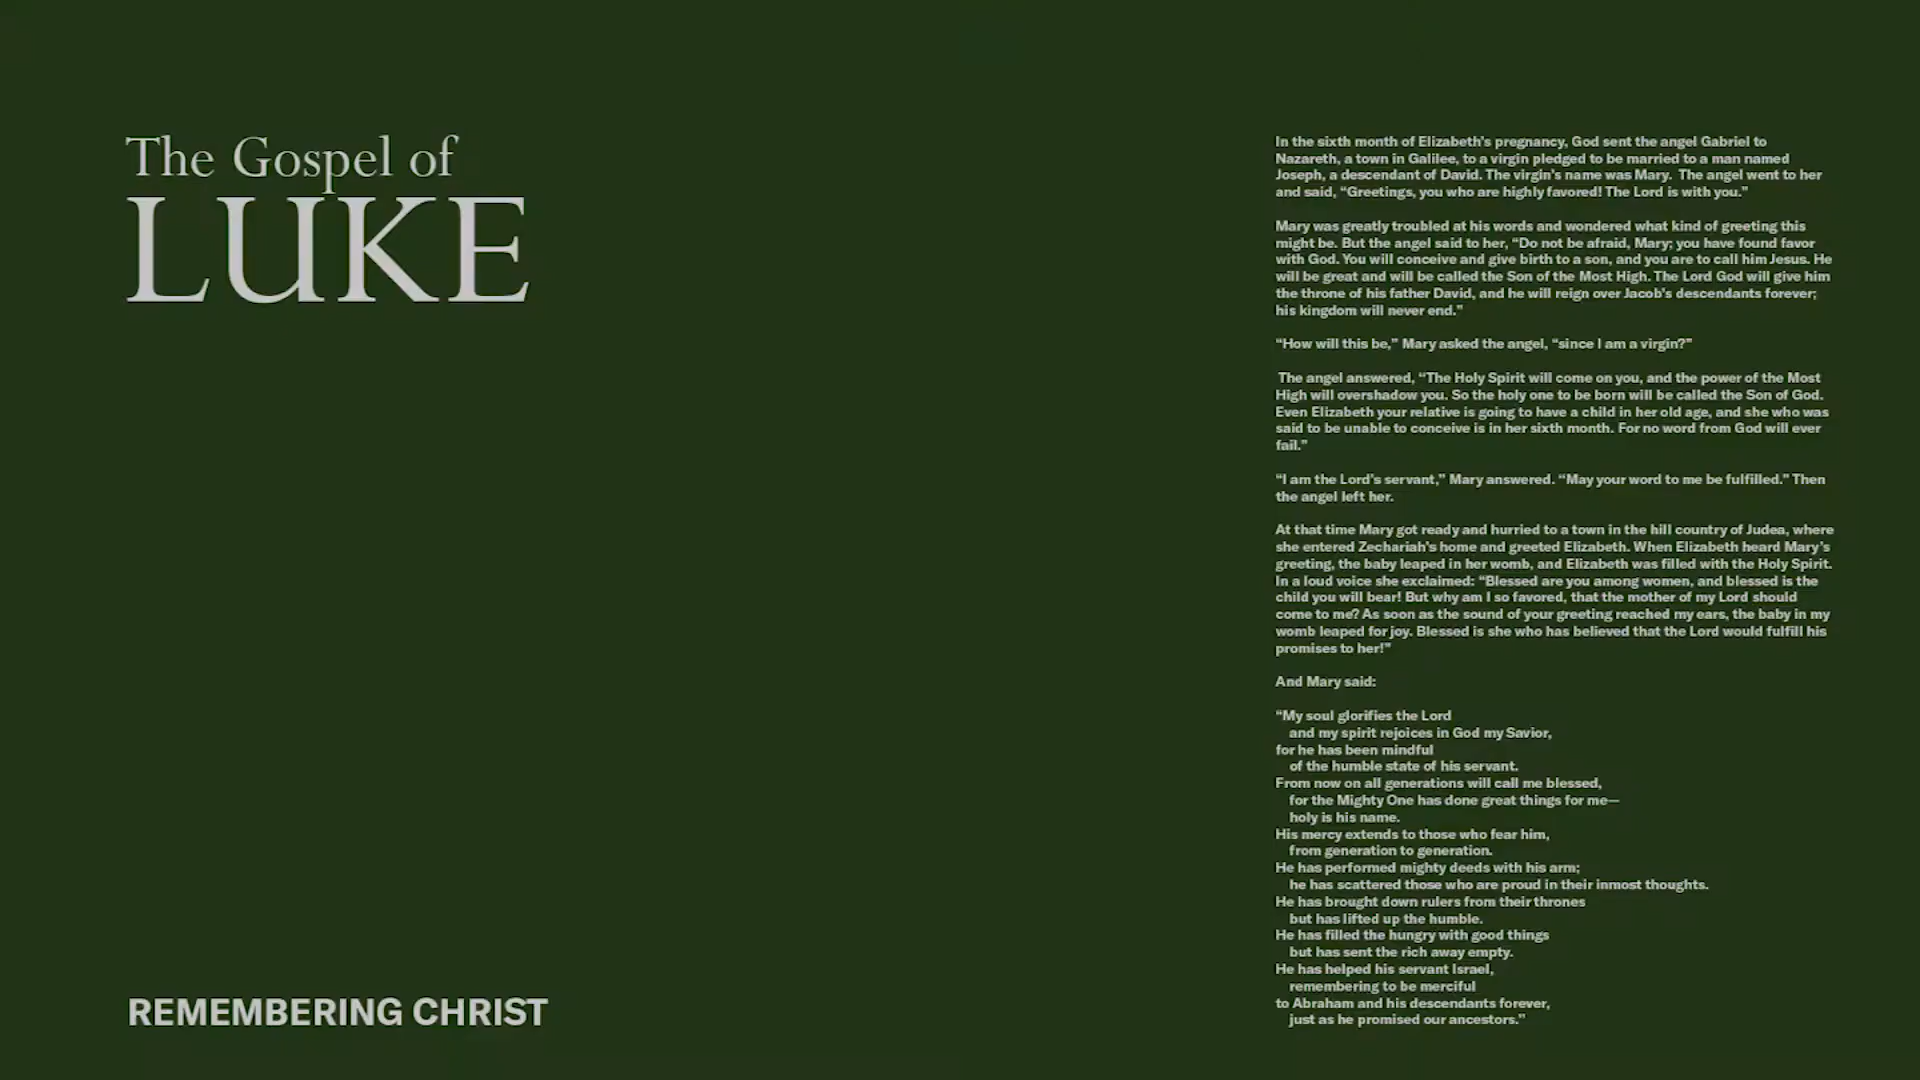 The Gospel of
LUKE
In the sixth month of Elizabeth's pregnancy, God sent the angel Gabriel to
Nazareth, a town in Galilee, to a virgin pledged to be married to a man named
Joseph, a descendant of David. The virgin's name was Mary.  The angel went to her
and said, “Greetings, you who are highly favored! The Lord is with you.”
Mary was greatly troubled at his words and wondered what kind of greeting this
might be. But the angel said to her, “Do not be afraid, Mary; you have found favor
with God. You will conceive and give birth to a son, and you are to call him Jesus. He
will be great and will be called the Son of the Most High. The Lord God will give him
the throne of his father David, and he will reign over Jacob's descendants forever;
his kingdom will never end.”
“How will this be,” Mary asked the angel, “since I am a virgin?”
The angel answered, “The Holy Spirit will come on you, and the power of the Most
High will overshadow you. So the holy one to be born will be called the Son of God.
Even Elizabeth your relative is going to have a child in her old age, and she who was
said to be unable to conceive is in her sixth month. For no word from God will ever
fail.”
“I am the Lord's servant,” Mary answered. “May your word to me be fulfilled.” Then
the angel left her.
At that time Mary got ready and hurried to a town in the hill country of Judea, where
she entered Zechariah's home and greeted Elizabeth. When Elizabeth heard Mary's
greeting, the baby leaped in her womb, and Elizabeth was filled with the Holy Spirit.
In a loud voice she exclaimed: “Blessed are you among women, and blessed is the
child you will bear! But why am I so favored, that the mother of my Lord should
come to me? As soon as the sound of your greeting reached my ears, the baby in my
womb leaped for joy. Blessed is she who has believed that the Lord would fulfill his
promises to her!”
And Mary said:
“My soul glorifies the Lord
and my spirit rejoices in God my Savior,
for he has been mindful
of the humble state of his servant.
From now on all generations will call me blessed,
for the Mighty One has done great things for me—
holy is his name.
His mercy extends to those who fear him,
from generation to generation.
He has performed mighty deeds with his arm;
he has scattered those who are proud in their inmost thoughts.
He has brought down rulers from their thrones
but has lifted up the humble.
He has filled the hungry with good things
but has sent the rich away empty.
He has helped his servant Israel,
remembering to be merciful
to Abraham and his descendants forever,
just as he promised our ancestors.”
REMEMBERING CHRIST